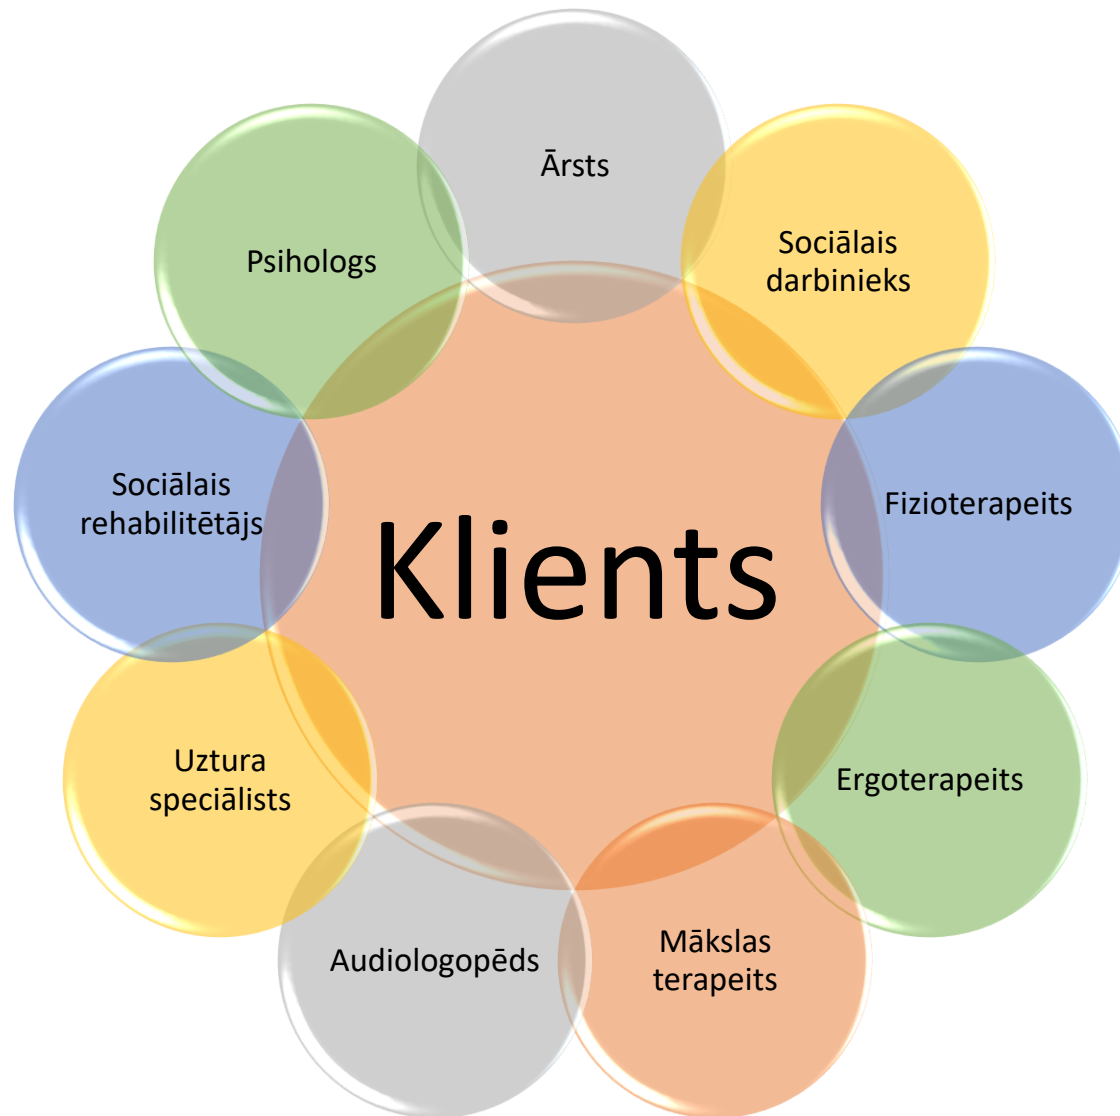 Ārsts
Sociālais
darbinieks
Psihologs
Fizioterapeits
Sociālais
rehabilitētājs
Klients
Ergoterapeits
Uztura
speciālists
Mākslas
terapeits
Audiologopēds